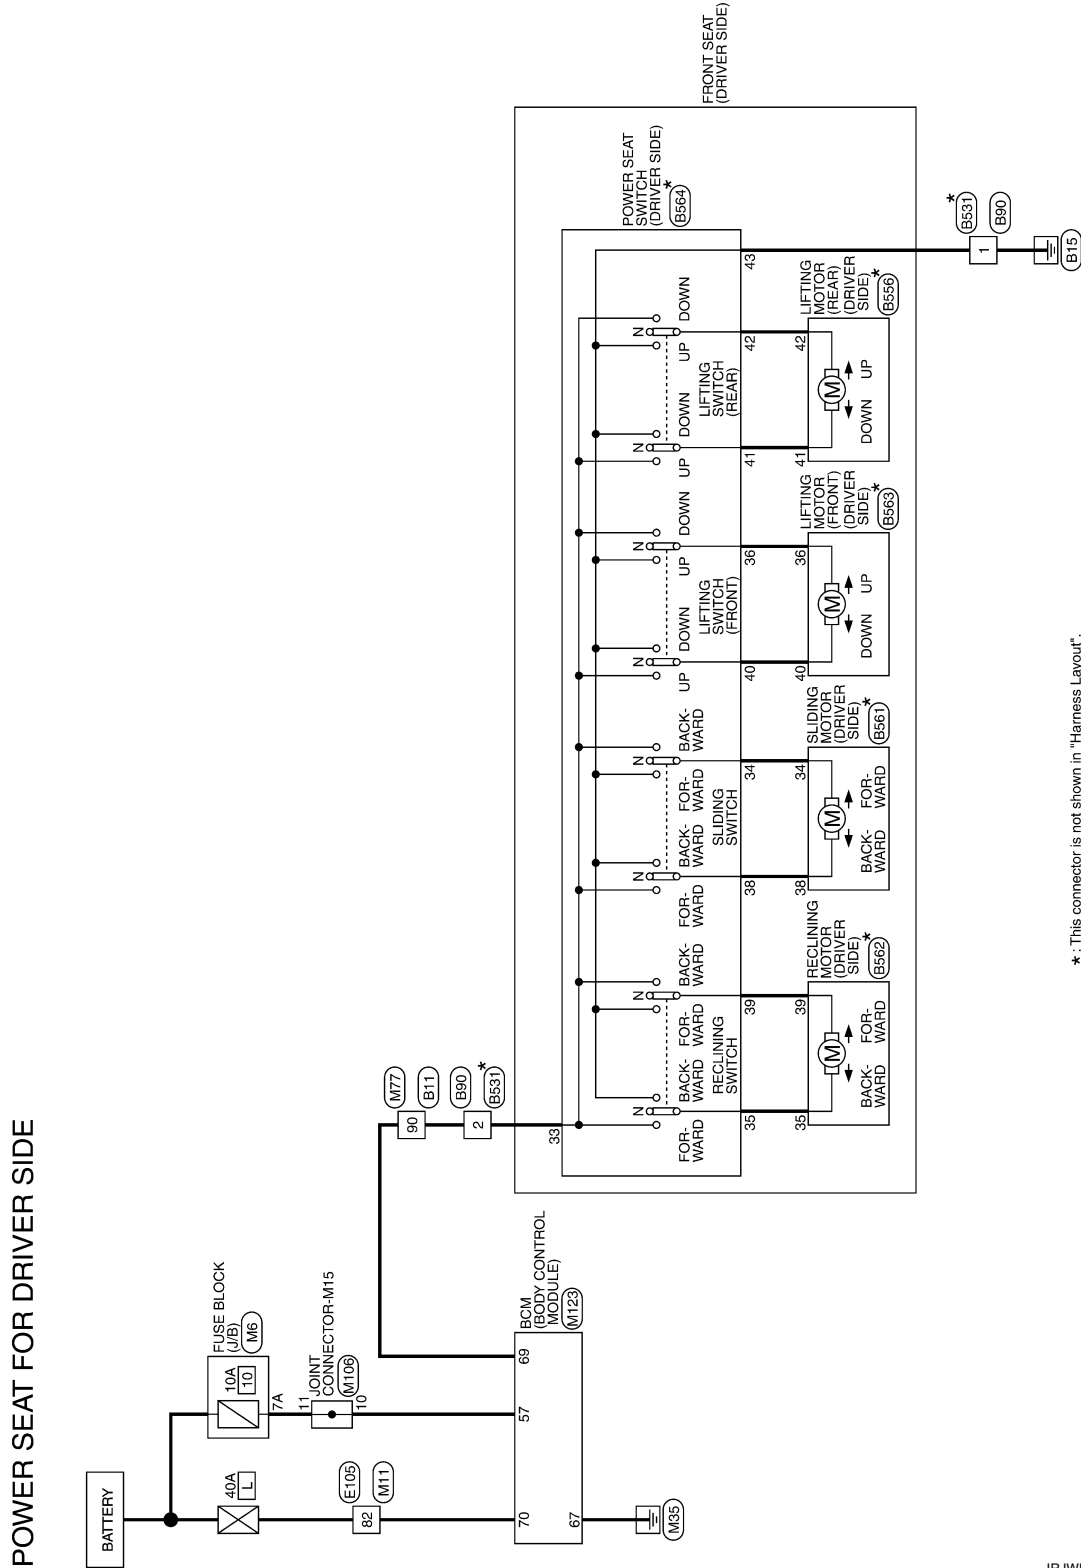 POWER SEAT FOR DRIVER SIDE
BATTERY
40A
L
E105
82
M11
FUSE BLOCK
(J/B)
M6
10A
10
7A
11
JOINT
CONNECTOR-M15
M106
10
70
57
69
67
BCM
(BODY CONTROL
MODULE)
M123
M35
M77
90
B11
B90
2
B531
*
33
FRONT SEAT
(DRIVER SIDE)
POWER SEAT
SWITCH
(DRIVER SIDE)
*
B564
N
FOR-
WARD
BACK-
WARD
N
FOR-
WARD
BACK-
WARD
RECLINING
SWITCH
N
FOR-
WARD
BACK-
WARD
N
FOR-
WARD
BACK-
WARD
SLIDING
SWITCH
N
UP
DOWN
N
UP
DOWN
LIFTING
SWITCH
(FRONT)
N
UP
DOWN
N
UP
DOWN
LIFTING
SWITCH
(REAR)
35
39
38
34
40
36
41
42
43
35
39
RECLINING
MOTOR
(DRIVER
SIDE)
*
B562
M
BACK-
WARD
FOR-
WARD
38
34
SLIDING
MOTOR
(DRIVER
SIDE)
*
B561
M
BACK-
WARD
FOR-
WARD
40
36
LIFTING
MOTOR
(FRONT)
(DRIVER
SIDE)
*
B563
M
DOWN
UP
41
42
LIFTING
MOTOR
(REAR)
(DRIVER
SIDE)
*
B556
M
DOWN
UP
*
B531
1
B90
B15
* : This connector is not shown in "Harness Layout".